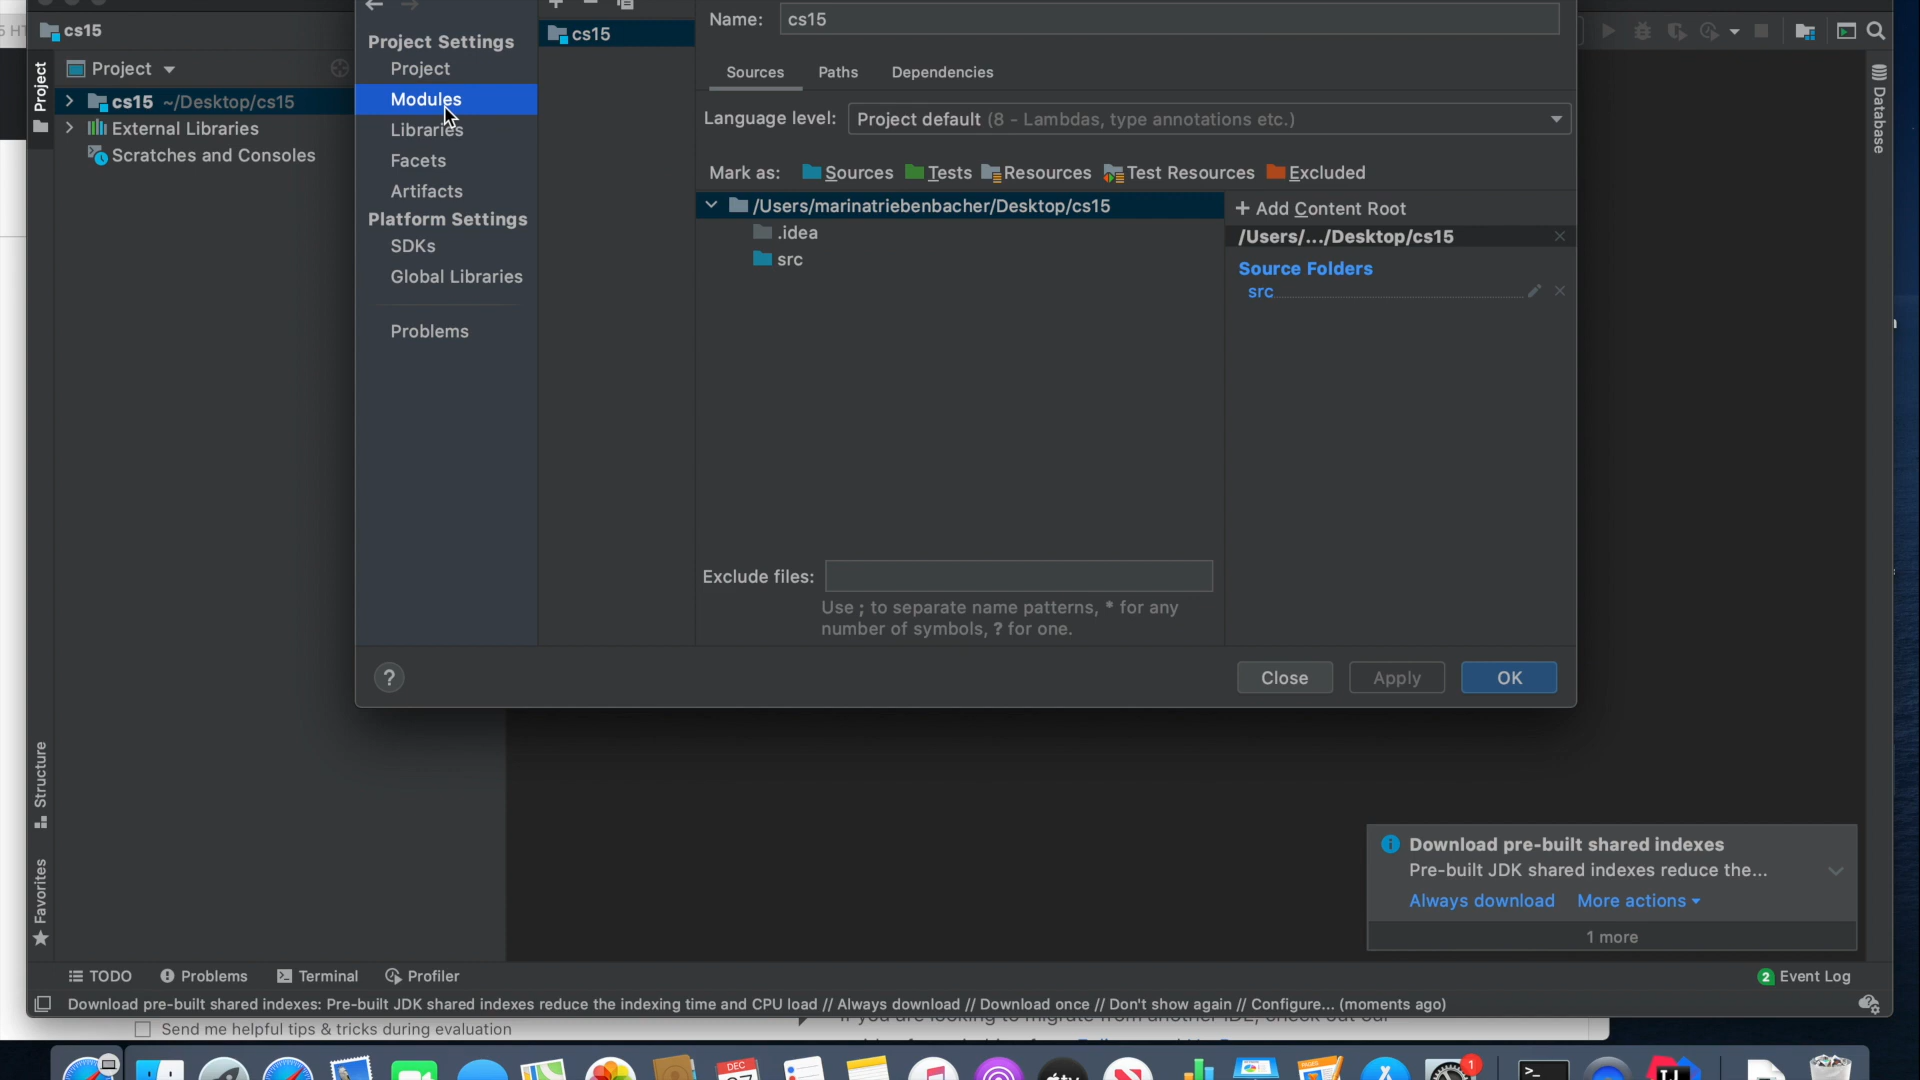 cs15
Project
cs15 ~/Desktop/cs15
External Libraries
Scratches and Consoles
Project
Structure
Favorites
Project Settings
Project
Modules
Libraries
Facets
Artifacts
Platform Settings
SDKs
Global Libraries
Problems
cs15
Name: cs15
Sources Paths Dependencies
Language level: Project default (8 - Lambdas, type annotations etc.)
Mark as: Sources Tests Resources Test Resources Excluded
/Users/marinatriebenbacher/Desktop/cs15
.idea
src
+ Add Content Root
/Users/.../Desktop/cs15
Source Folders
src
Exclude files:
Use ; to separate name patterns, * for any
number of symbols, ? for one.
?
Close Apply OK
Database
Download pre-built shared indexes
Pre-built JDK shared indexes reduce the...
Always download More actions
1 more
TODO Problems Terminal Profiler
2 Event Log
Download pre-built shared indexes: Pre-built JDK shared indexes reduce the indexing time and CPU load // Always download // Download once // Don't show again // Configure... (moments ago)
Send me helpful tips & tricks during evaluation
DEC
1